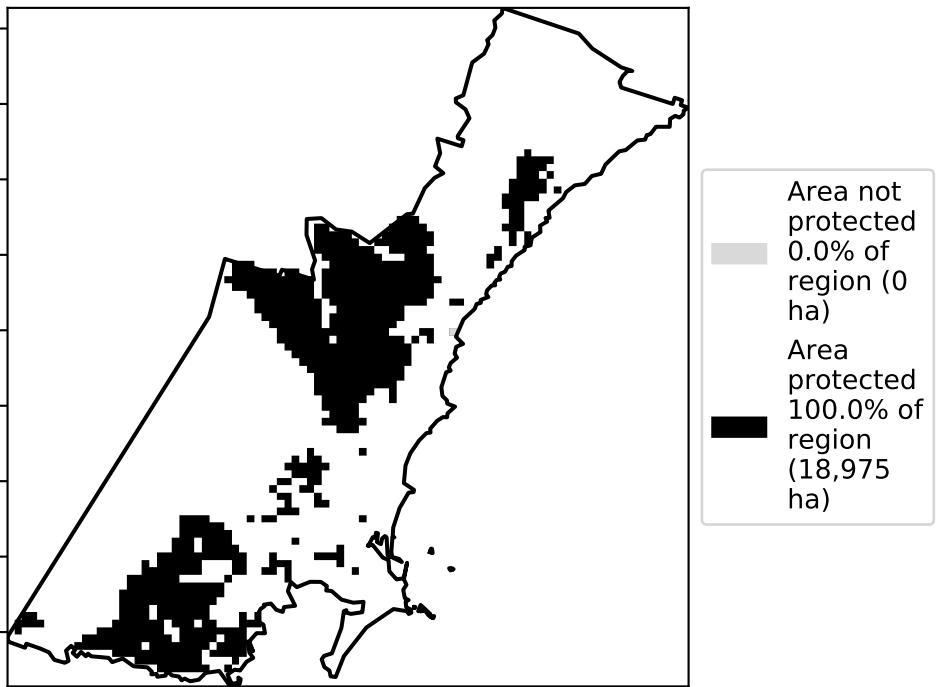 Area not
protected
0.0% of
region (0
ha)
Area
protected
100.0% of
region
(18,975
ha)